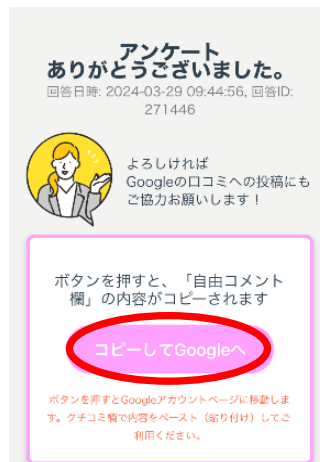 アンケート
ありがとうございました。
回答日時: 2024-03-29 09:44:56, 回答ID:
271446
よろしければ
Googleの口コミへの投稿にも
ご協力お願いします！
ボタンを押すと、「自由コメント
欄」の内容がコピーされます
コピーしてGoogleへ
ボタンを押すとGoogleアカウントページに移動しま
す。クチコミ欄で内容をペースト（貼り付け）してご
利用ください。